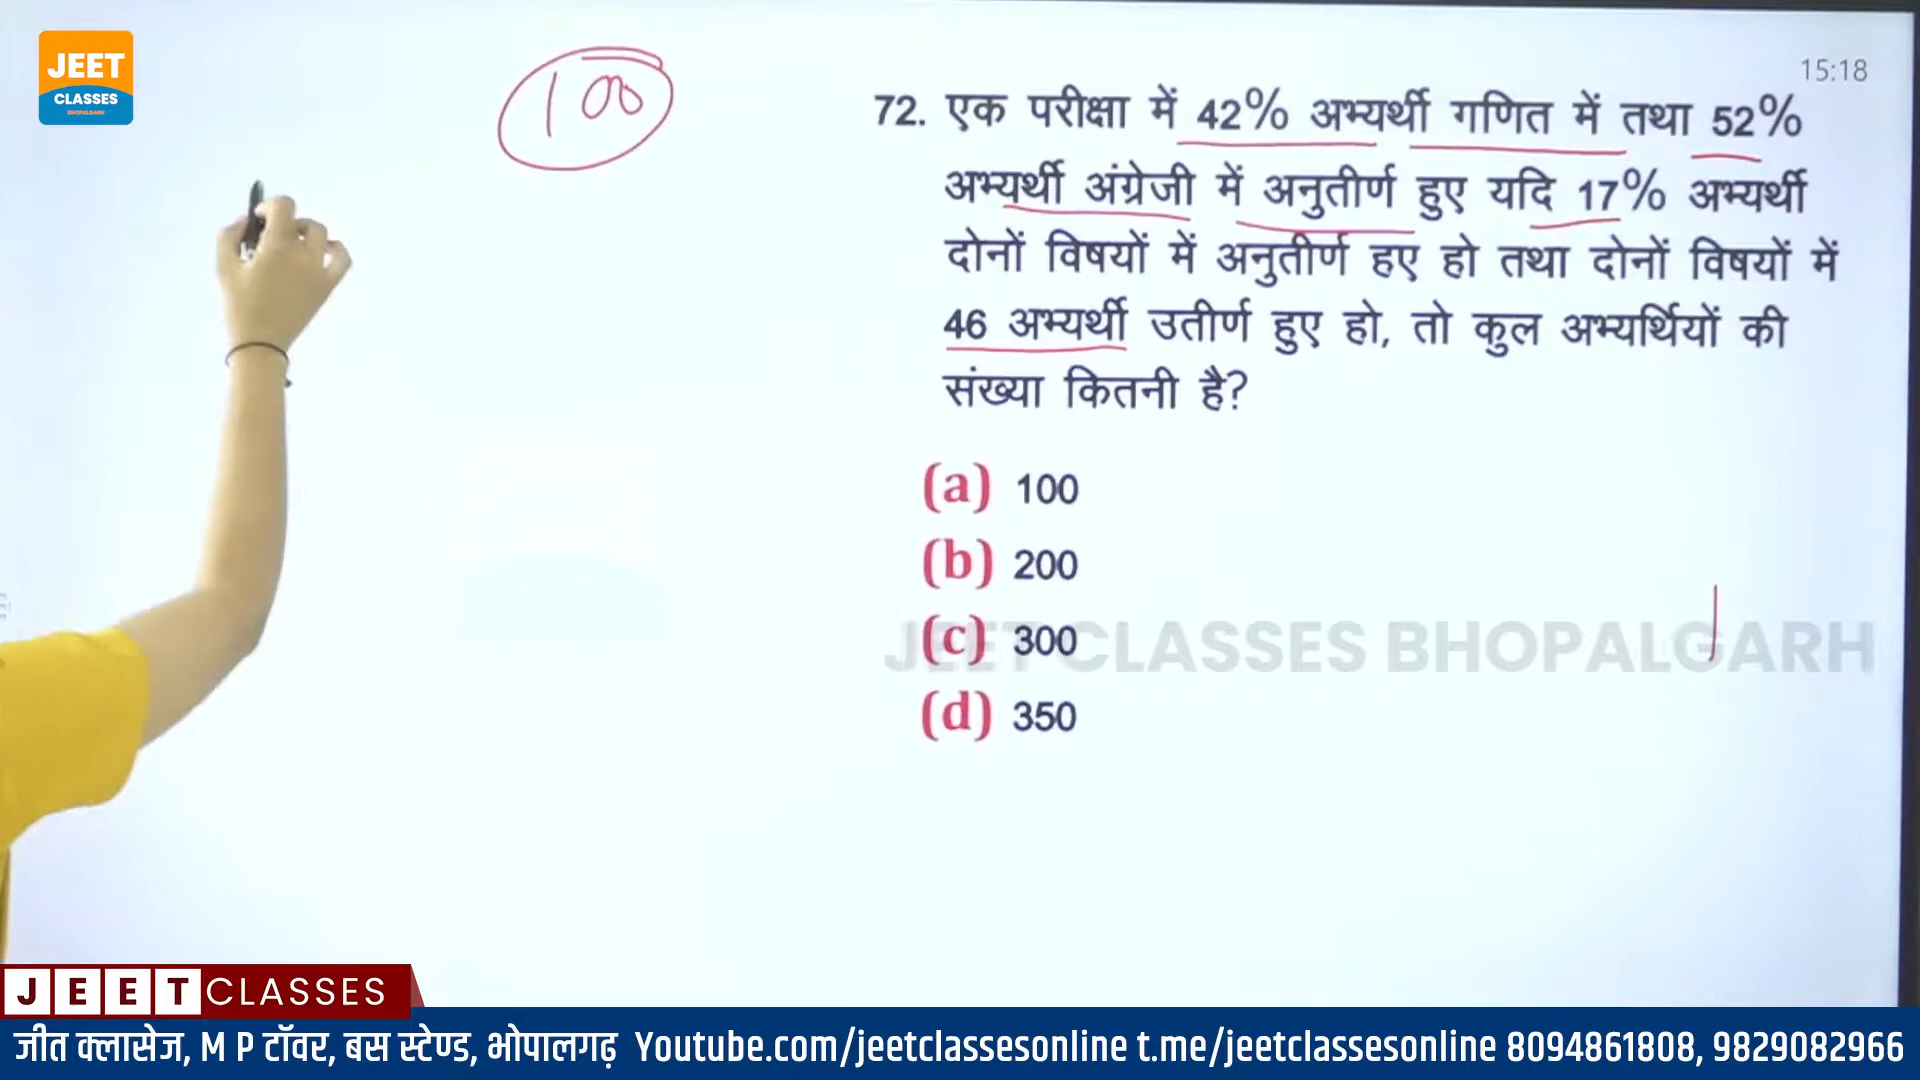 JEET
CLASSES
BHOPALGARH
100
15:18
72. एक परीक्षा में 42% अभ्यर्थी गणित में तथा 52%
अभ्यर्थी अंग्रेजी में अनुतीर्ण हुए यदि 17% अभ्यर्थी
दोनों विषयों में अनुतीर्ण हए हो तथा दोनों विषयों में
46 अभ्यर्थी उतीर्ण हुए हो, तो कुल अभ्यर्थियों की
संख्या कितनी है?
(a) 100
(b) 200
(c) 300
(d) 350
JEET CLASSES BHOPALGARH
JEET CLASSES
जीत क्लासेज, M P टॉवर, बस स्टेण्ड, भोपालगढ़ Youtube.com/jeetclassesonline t.me/jeetclassesonline 8094861808, 9829082966